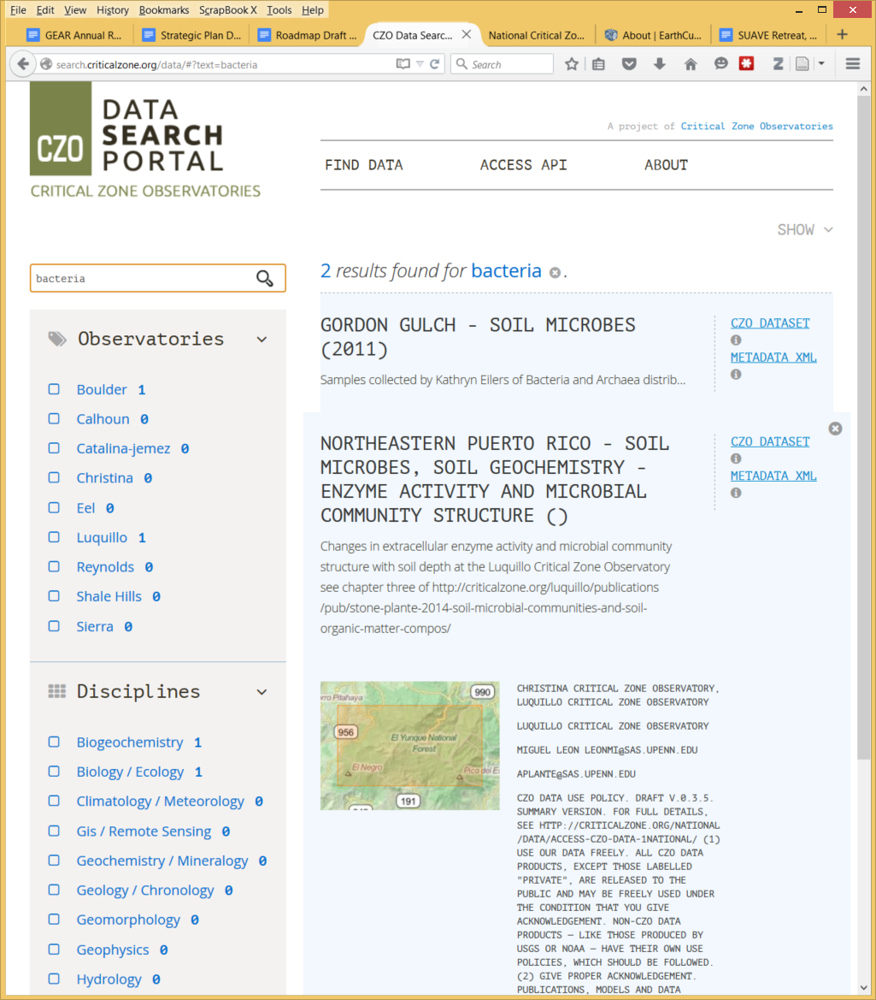 File Edit View History Bookmarks ScrapBook X Tools Help
GEAR Annual R... Strategic Plan D... Roadmap Draft ... CZO Data Searc... National Critical Zo... About | EarthCu... SUAVE Retreat, ...
search.criticalzone.org/data/#?text=bacteria Search
CZO DATA
SEARCH
PORTAL
CRITICAL ZONE OBSERVATORIES
A project of Critical Zone Observatories
FIND DATA ACCESS API ABOUT
SHOW
bacteria
Observatories
Boulder 1
Calhoun 0
Catalina-jemez 0
Christina 0
Eel 0
Luquillo 1
Reynolds 0
Shale Hills 0
Sierra 0
Disciplines
Biogeochemistry 1
Biology / Ecology 1
Climatology / Meteorology 0
Gis / Remote Sensing 0
Geochemistry / Mineralogy 0
Geology / Chronology 0
Geomorphology 0
Geophysics 0
Hydrology 0
2 results found for bacteria .
GORDON GULCH - SOIL MICROBES
(2011)
Samples collected by Kathryn Eilers of Bacteria and Archaea distrib...
CZO DATASET
METADATA XML
NORTHEASTERN PUERTO RICO - SOIL
MICROBES, SOIL GEOCHEMISTRY -
ENZYME ACTIVITY AND MICROBIAL
COMMUNITY STRUCTURE ()
Changes in extracellular enzyme activity and microbial community
structure with soil depth at the Luquillo Critical Zone Observatory
see chapter three of http://criticalzone.org/luquillo/publications
/pub/stone-plante-2014-soil-microbial-communities-and-soil-
organic-matter-compos/
CZO DATASET
METADATA XML
rro Pitahaya
990
956
El Yunque National
Forest
El Negro
Pico del E
191
CHRISTINA CRITICAL ZONE OBSERVATORY,
LUQUILLO CRITICAL ZONE OBSERVATORY
LUQUILLO CRITICAL ZONE OBSERVATORY
MIGUEL LEON LEONMI@SAS.UPENN.EDU
APLANTE@SAS.UPENN.EDU
CZO DATA USE POLICY. DRAFT V.0.3.5.
SUMMARY VERSION. FOR FULL DETAILS,
SEE HTTP://CRITICALZONE.ORG/NATIONAL
/DATA/ACCESS-CZO-DATA-1NATIONAL/ (1)
USE OUR DATA FREELY. ALL CZO DATA
PRODUCTS, EXCEPT THOSE LABELLED
"PRIVATE", ARE RELEASED TO THE
PUBLIC AND MAY BE FREELY USED UNDER
THE CONDITION THAT YOU GIVE
ACKNOWLEDGEMENT. NON-CZO DATA
PRODUCTS — LIKE THOSE PRODUCED BY
USGS OR NOAA — HAVE THEIR OWN USE
POLICIES, WHICH SHOULD BE FOLLOWED.
(2) GIVE PROPER ACKNOWLEDGEMENT.
PUBLICATIONS, MODELS AND DATA